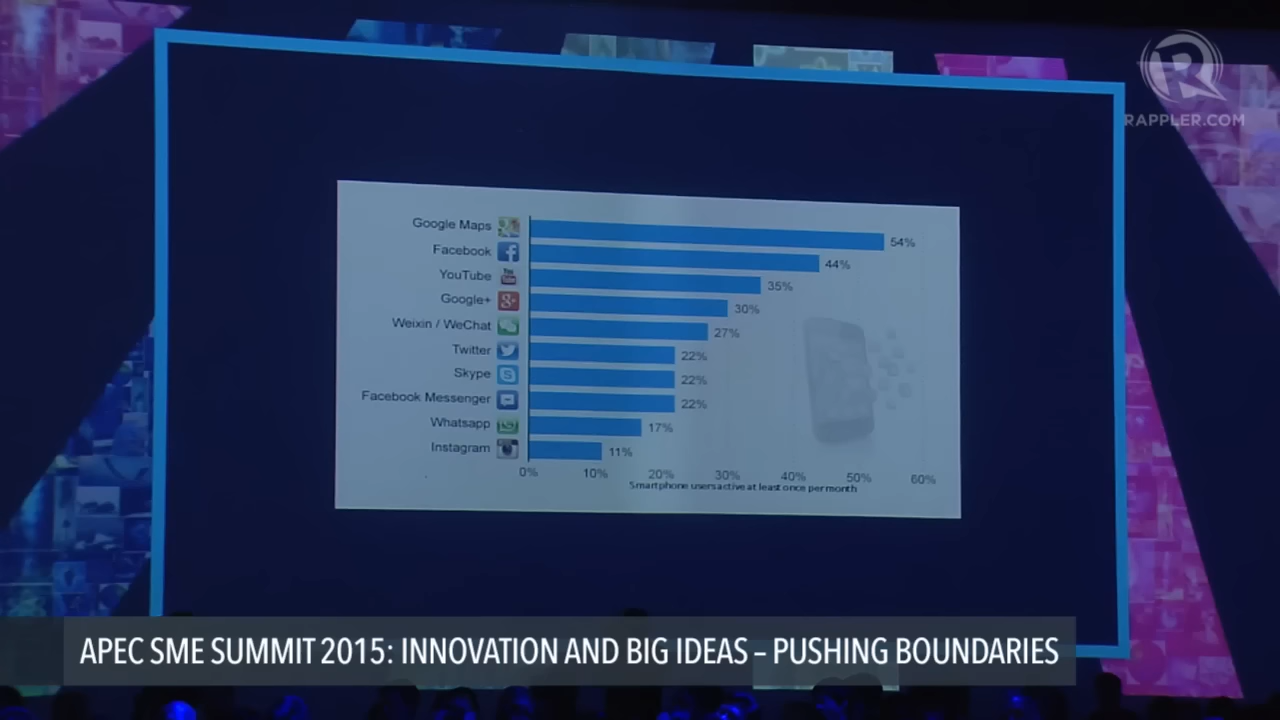 RAPPLER.COM
Google Maps 54%
Facebook 44%
YouTube 35%
Google+ 30%
Weixin / WeChat 27%
Twitter 22%
Skype 22%
Facebook Messenger 22%
Whatsapp 17%
Instagram 11%
0% 10% 20% 30% 40% 50% 60%
Smartphone users active at least once per month
APEC SME SUMMIT 2015: INNOVATION AND BIG IDEAS – PUSHING BOUNDARIES